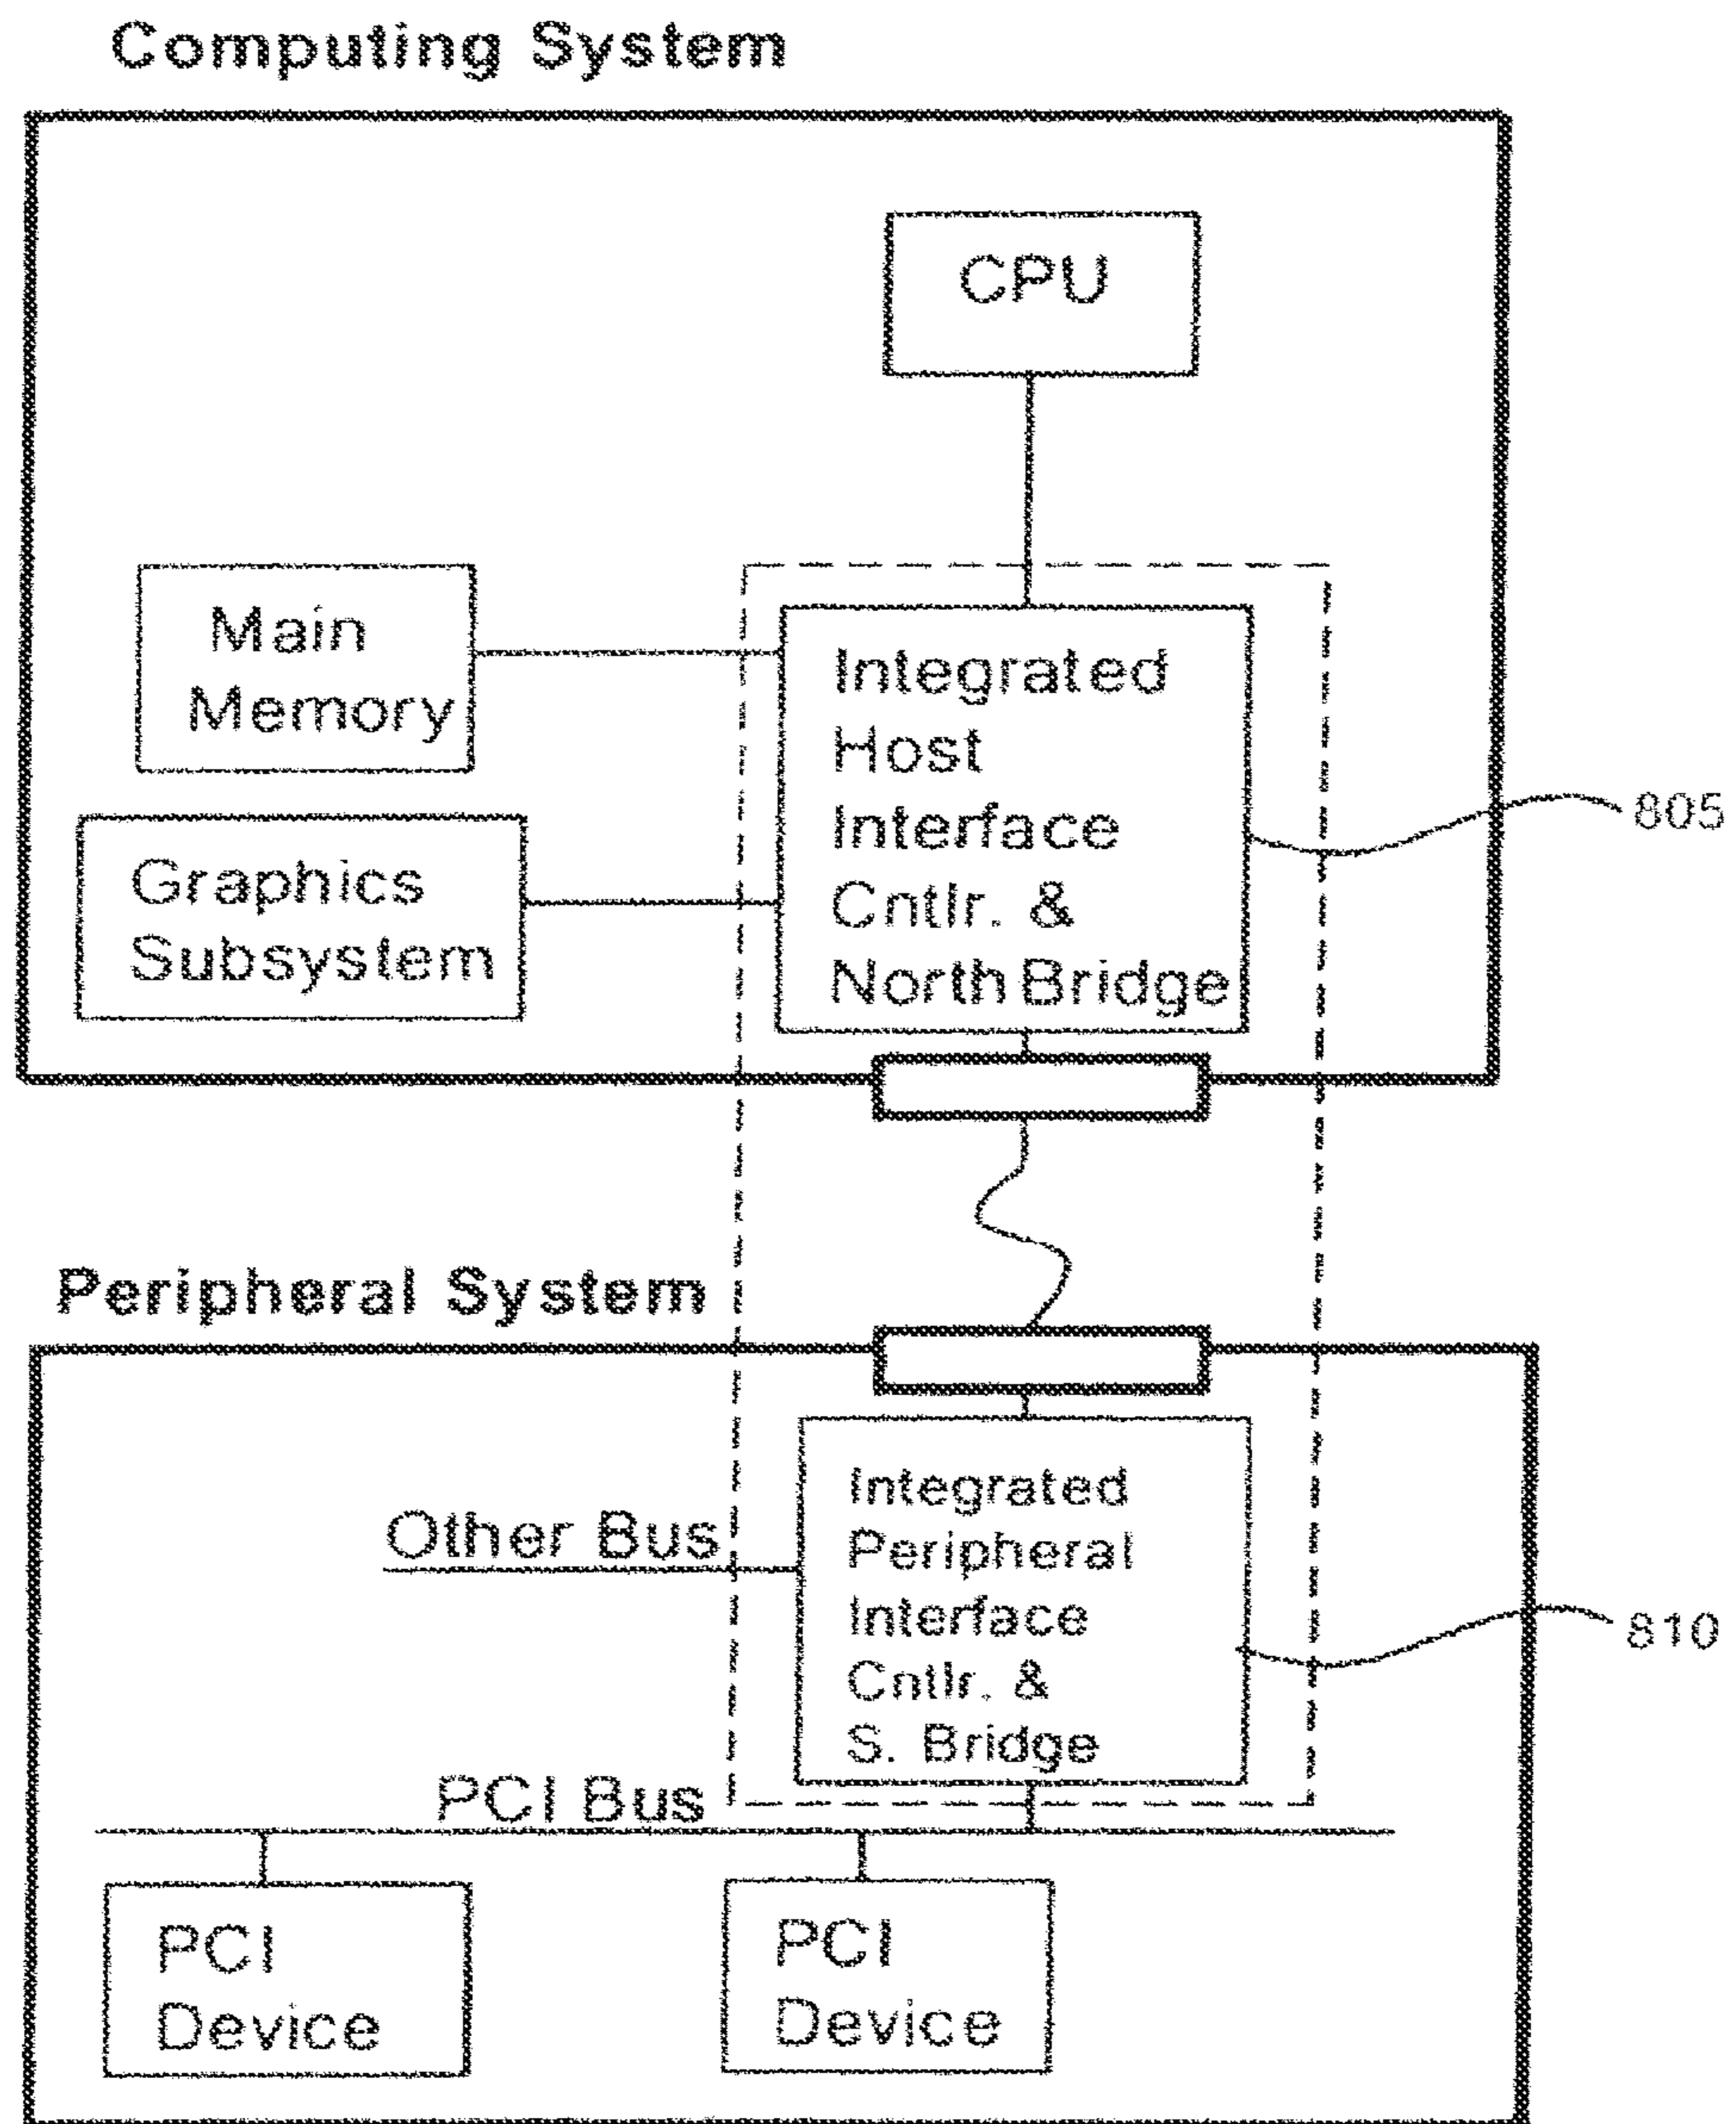 Computing System
CPU
Main
Memory
Graphics
Subsystem
Integrated
Host
Interface
Cntlr. &
North Bridge
805
Peripheral System
Other Bus
Integrated
Peripheral
Interface
Cntlr. &
S. Bridge
810
PCI Bus
PCI
Device
PCI
Device